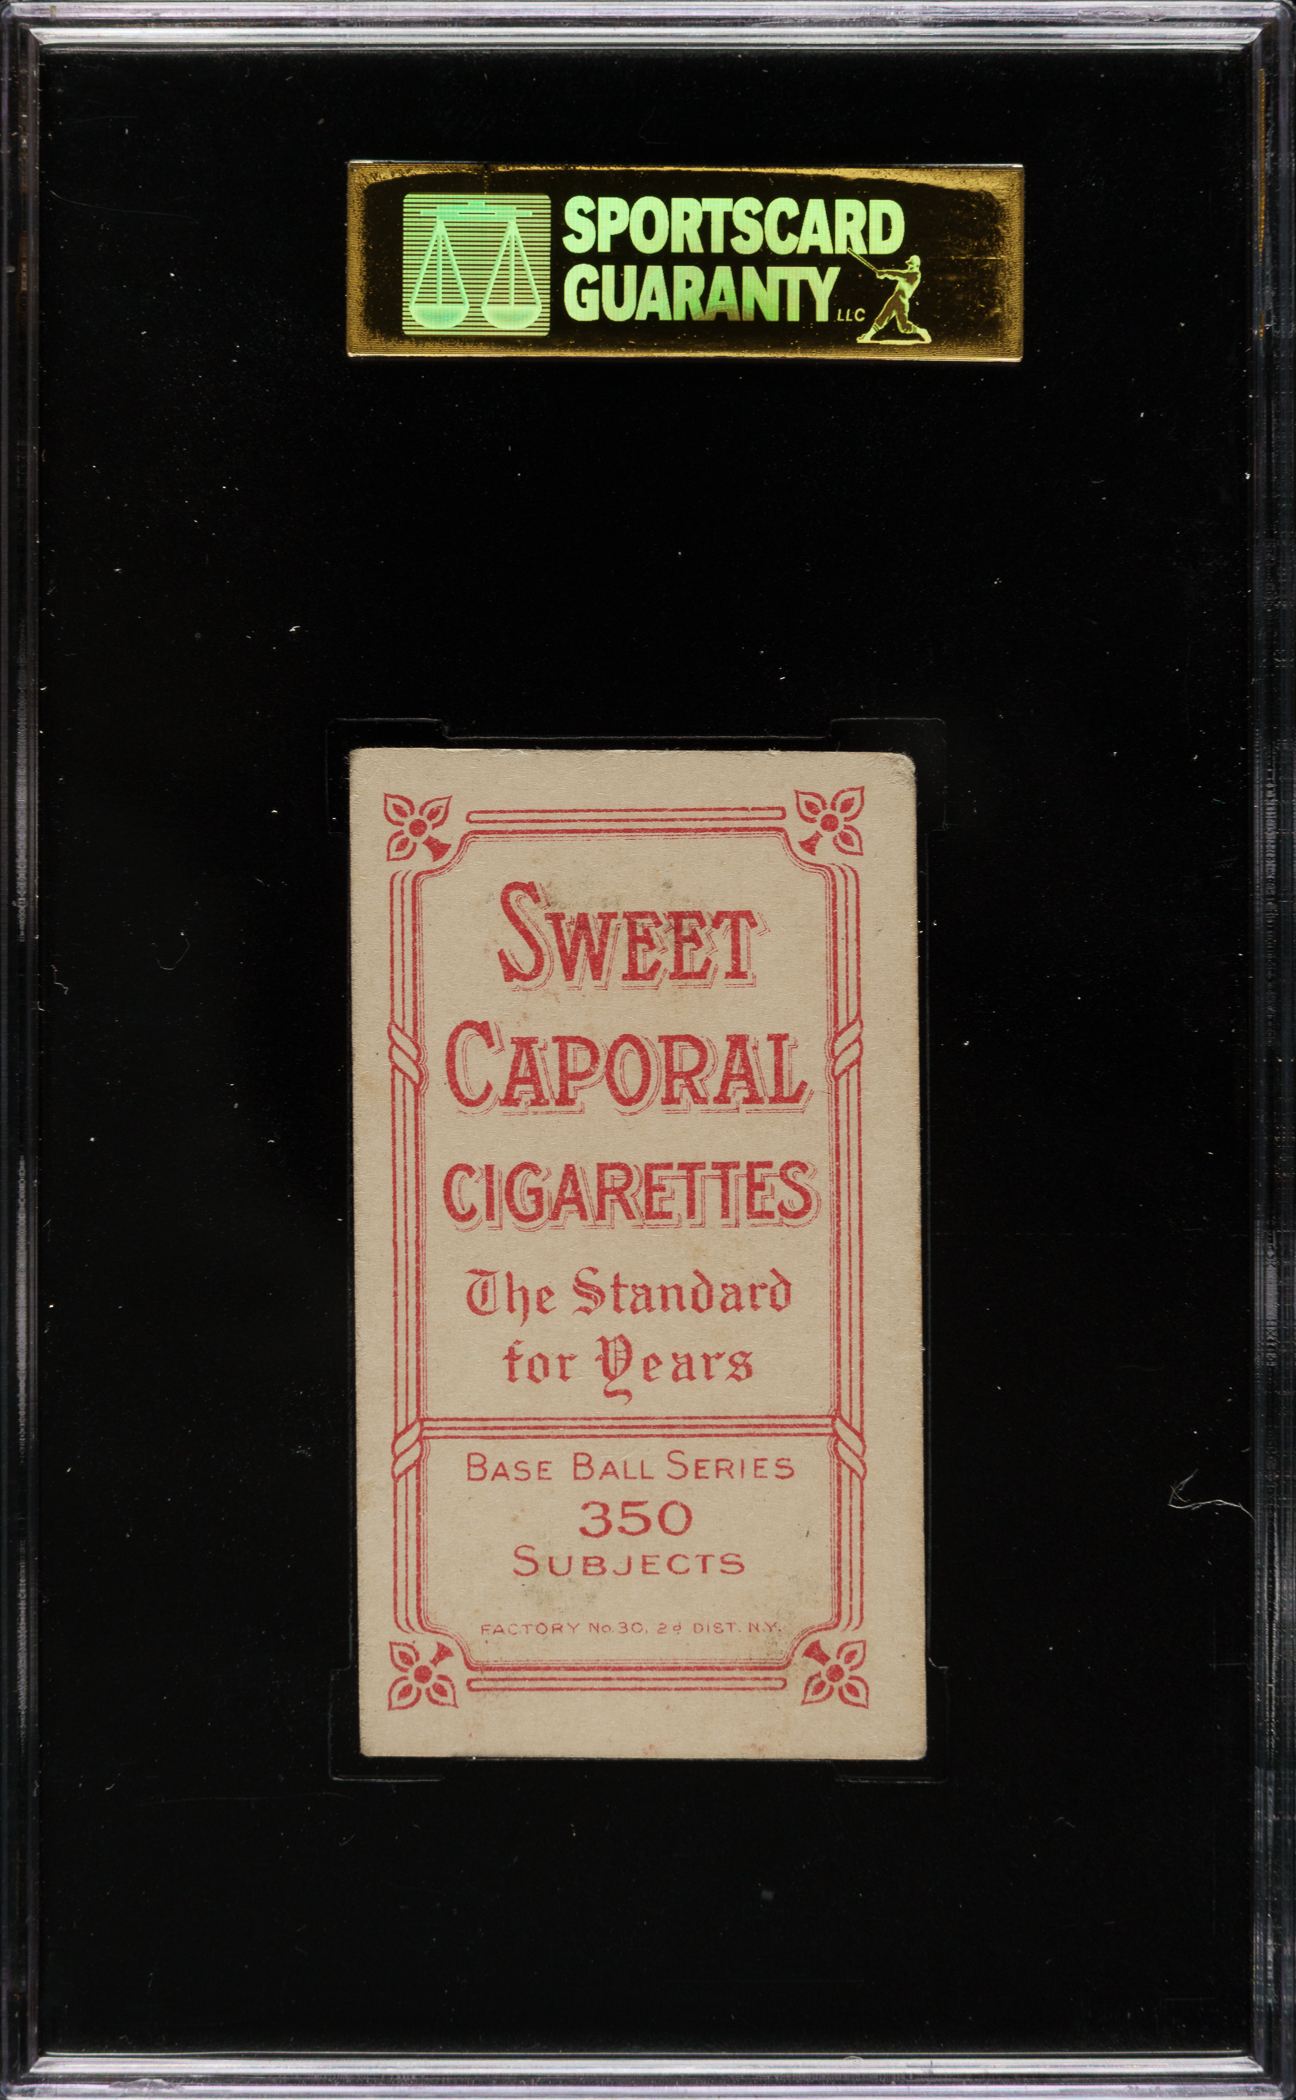 SPORTSCARD
GUARANTY LLC
SWEET
CAPORAL
CIGARETTES
The Standard
for Years
BASE BALL SERIES
350
SUBJECTS
FACTORY No. 30, 2d DIST. N.Y.